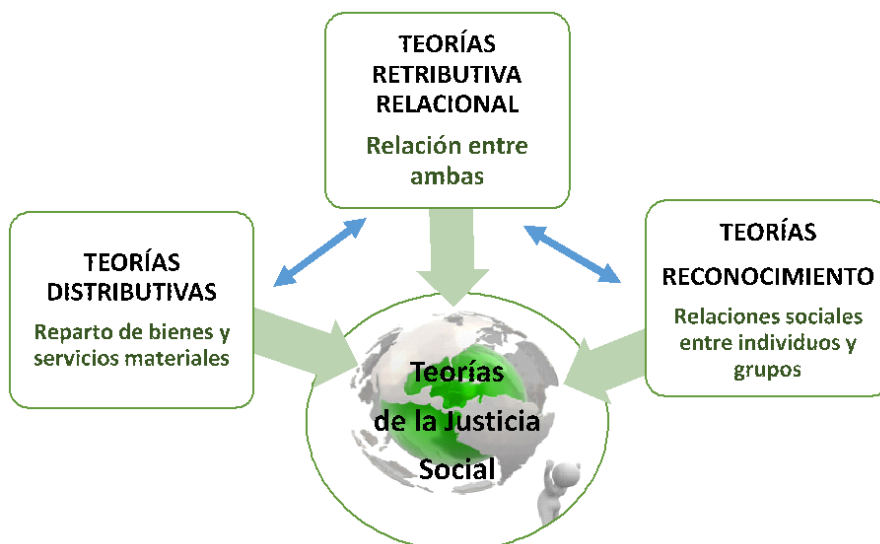 TEORÍAS
RETRIBUTIVA
RELACIONAL
Relación entre
ambas
TEORÍAS
DISTRIBUTIVAS
Reparto de bienes y
servicios materiales
TEORÍAS
RECONOCIMIENTO
Relaciones sociales
entre individuos y
grupos
Teorías
de la Justicia
Social